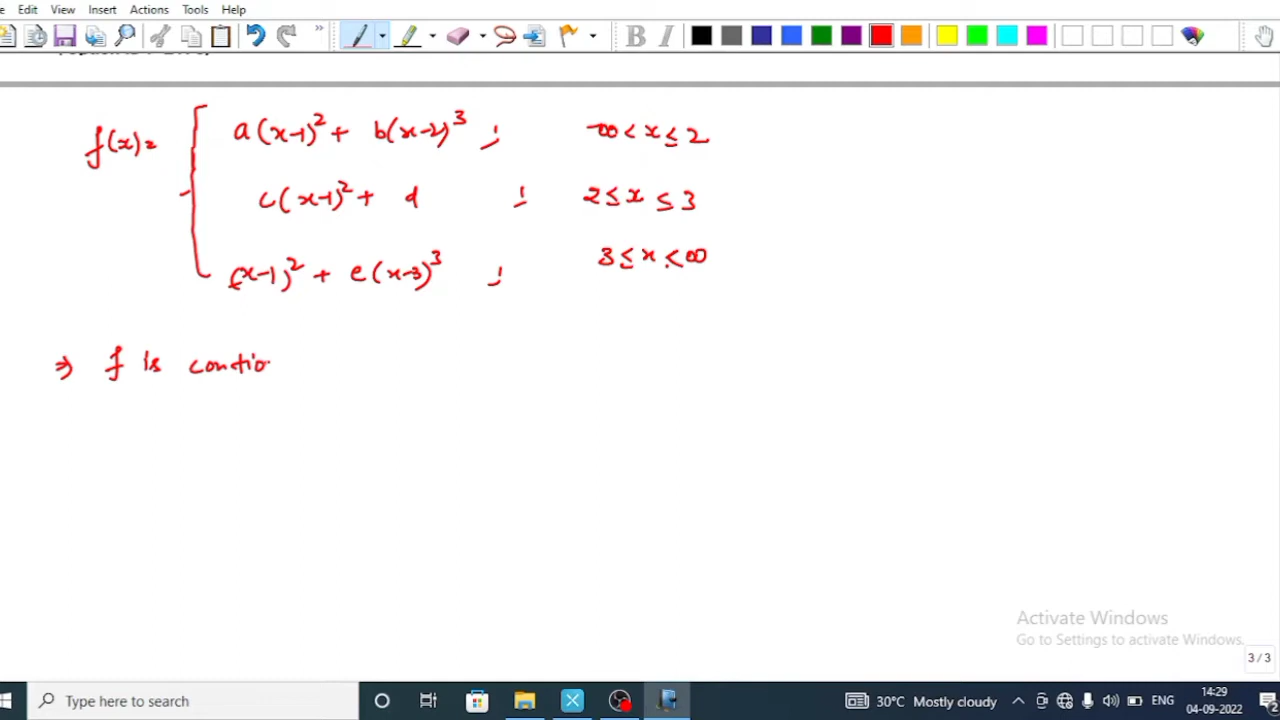 Edit View Insert Actions Tools Help
f(x)=
a(x-1)²+ b(x-2)³ ; -∞<x≤2
c(x-1)²+ d ; 2≤x≤3
(x-1)²+ e(x-3)³ ; 3≤x<∞
⇒ f is contio
Activate Windows
Go to Settings to activate Windows.
3/3
Type here to search
30°C Mostly cloudy
ENG
14:29
04-09-2022
2